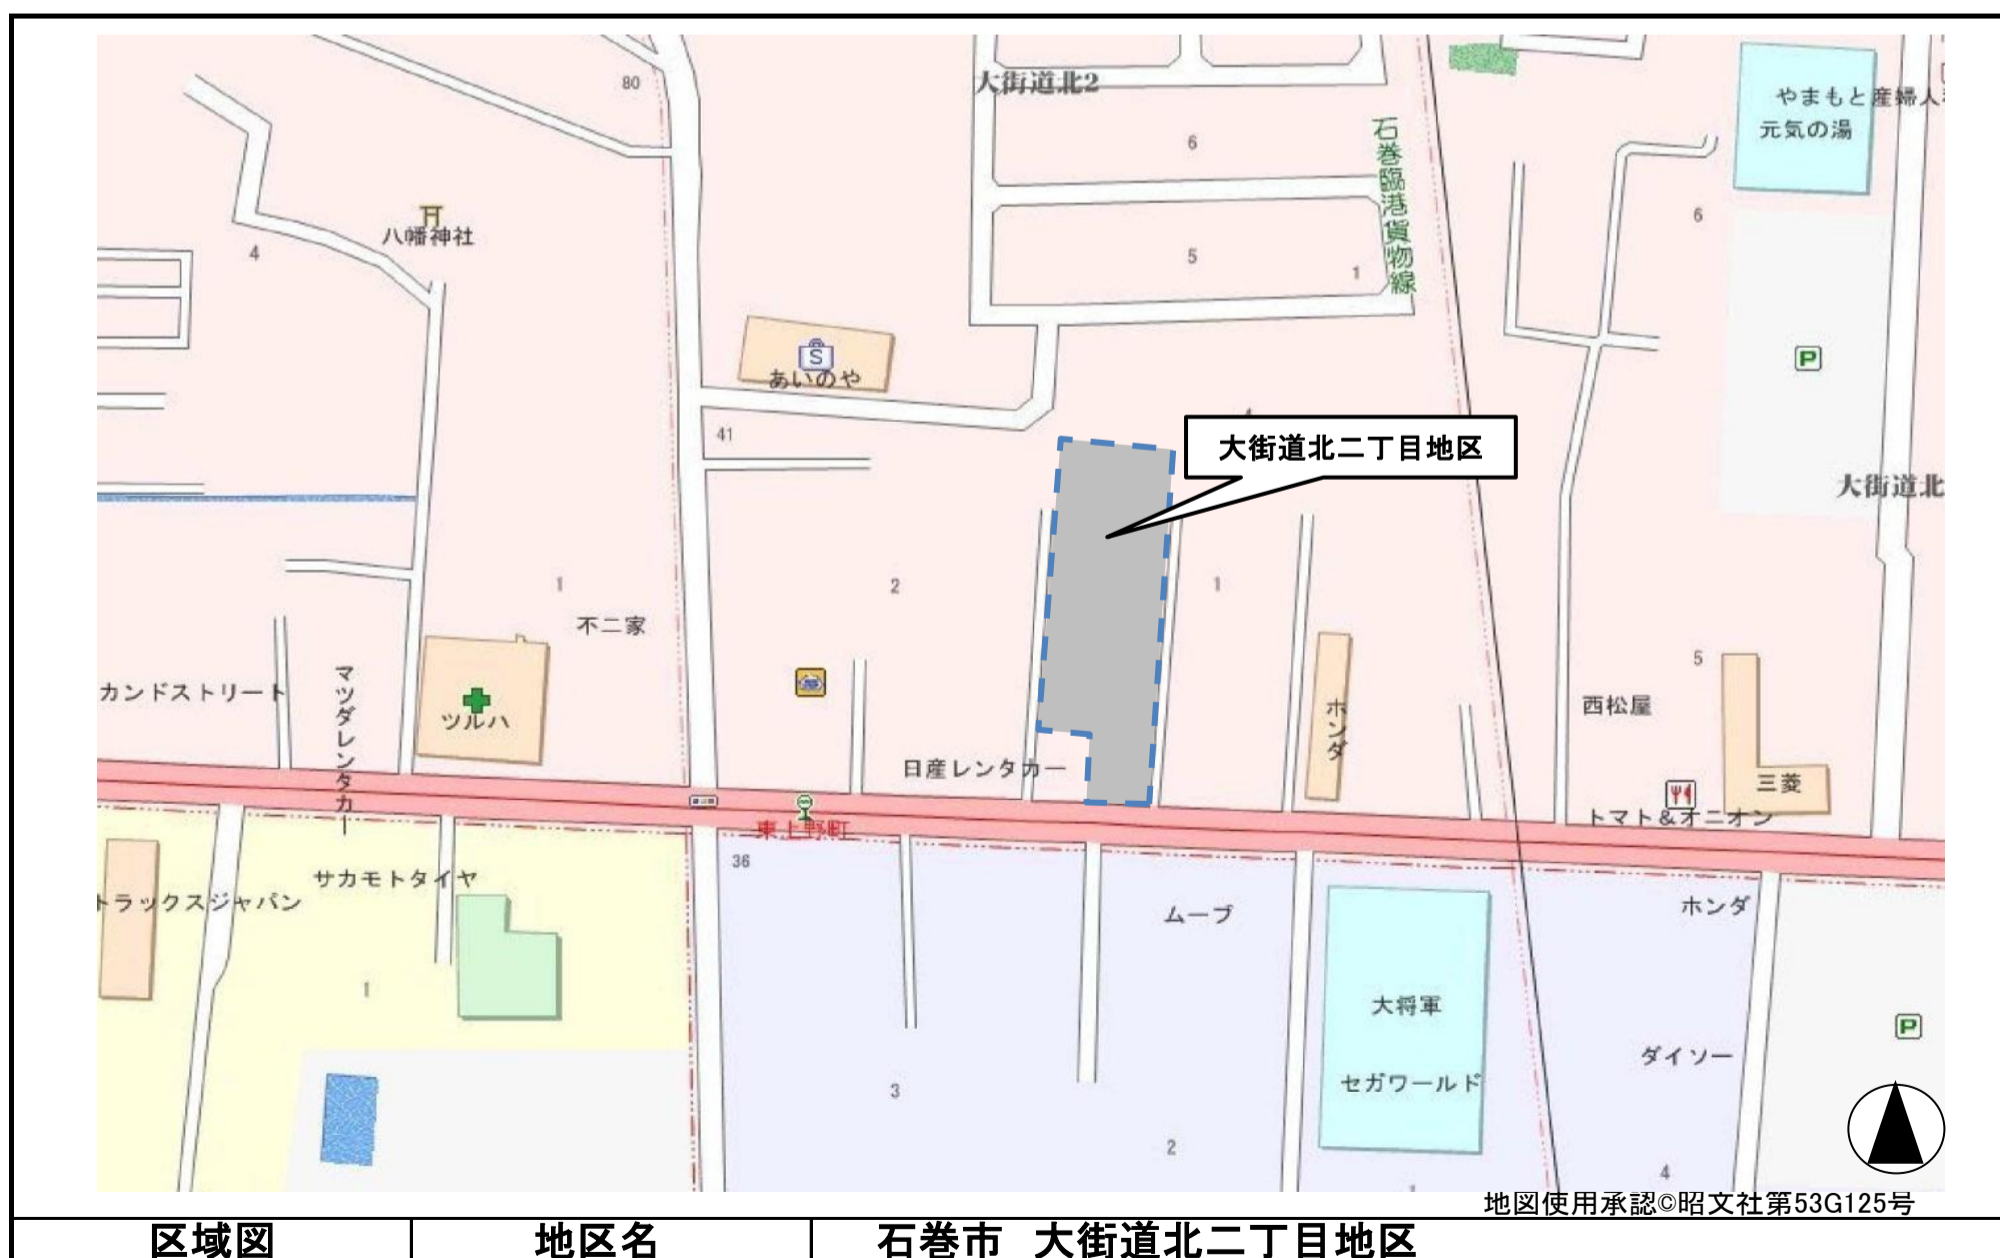 80
大街道北2
やまもと産婦人
元気の湯
6
石巻臨港貨物線
6
八幡神社
4
5
1
S
あいのや
P
41
大街道北二丁目地区
大街道北
1
2
1
不二家
5
カンドストリート
マツダレンタカー
ツルハ
ホンダ
西松屋
日産レンタカー
三菱
トマト&オニオン
東上野町
36
サカモトタイヤ
トラックスジャパン
ムーブ
ホンダ
1
大将軍
P
ダイソー
セガワールド
3
2
4
地図使用承認©昭文社第53G125号
区域図 地区名 石巻市 大街道北二丁目地区